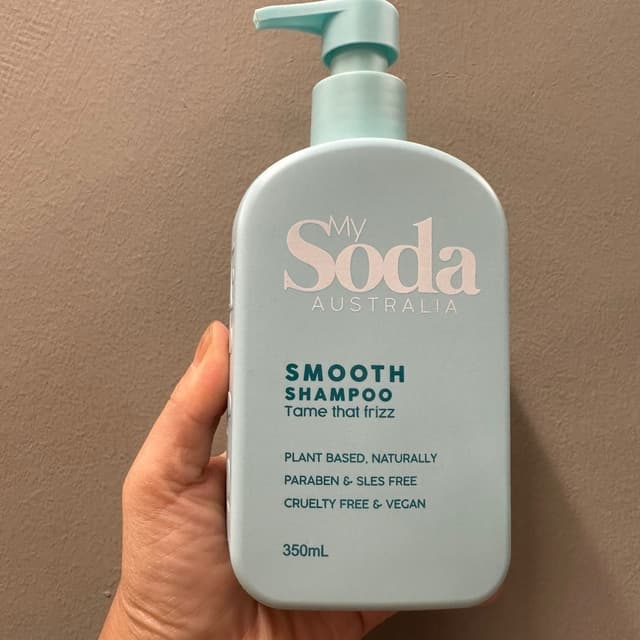 My
Soda
AUSTRALIA
SMOOTH
SHAMPOO
Tame that frizz
PLANT BASED, NATURALLY
PARABEN & SLES FREE
CRUELTY FREE & VEGAN
350mL